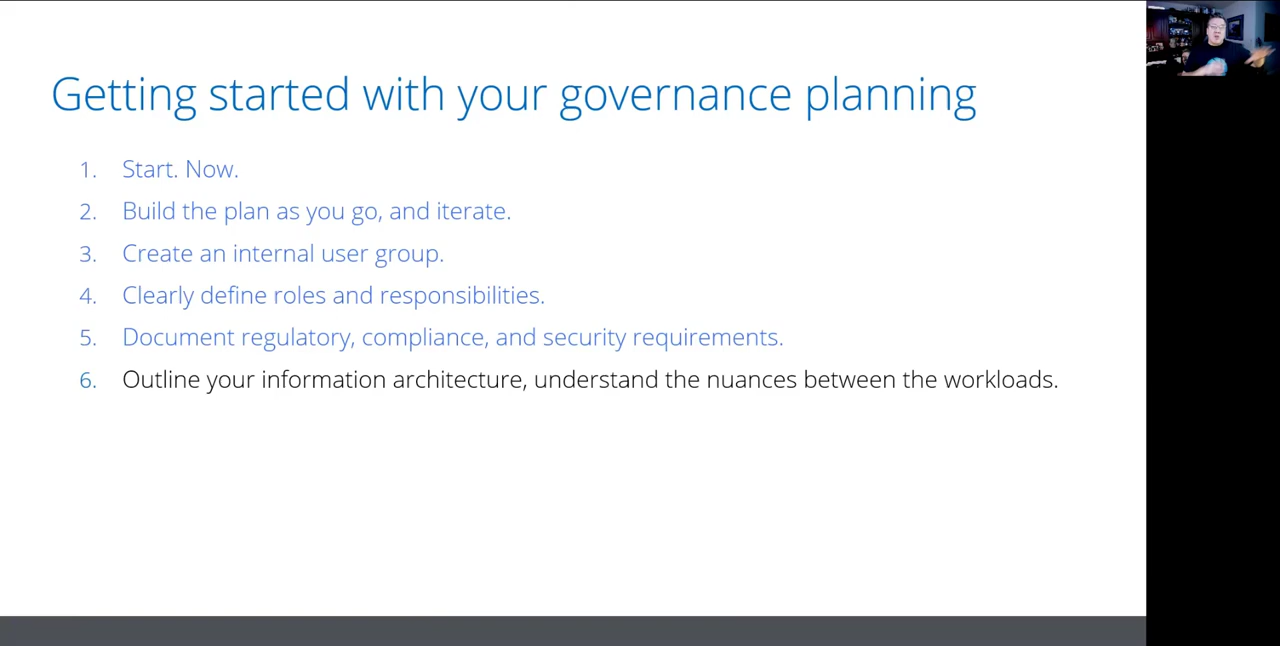 Getting started with your governance planning
1. Start. Now.
2. Build the plan as you go, and iterate.
3. Create an internal user group.
4. Clearly define roles and responsibilities.
5. Document regulatory, compliance, and security requirements.
6. Outline your information architecture, understand the nuances between the workloads.